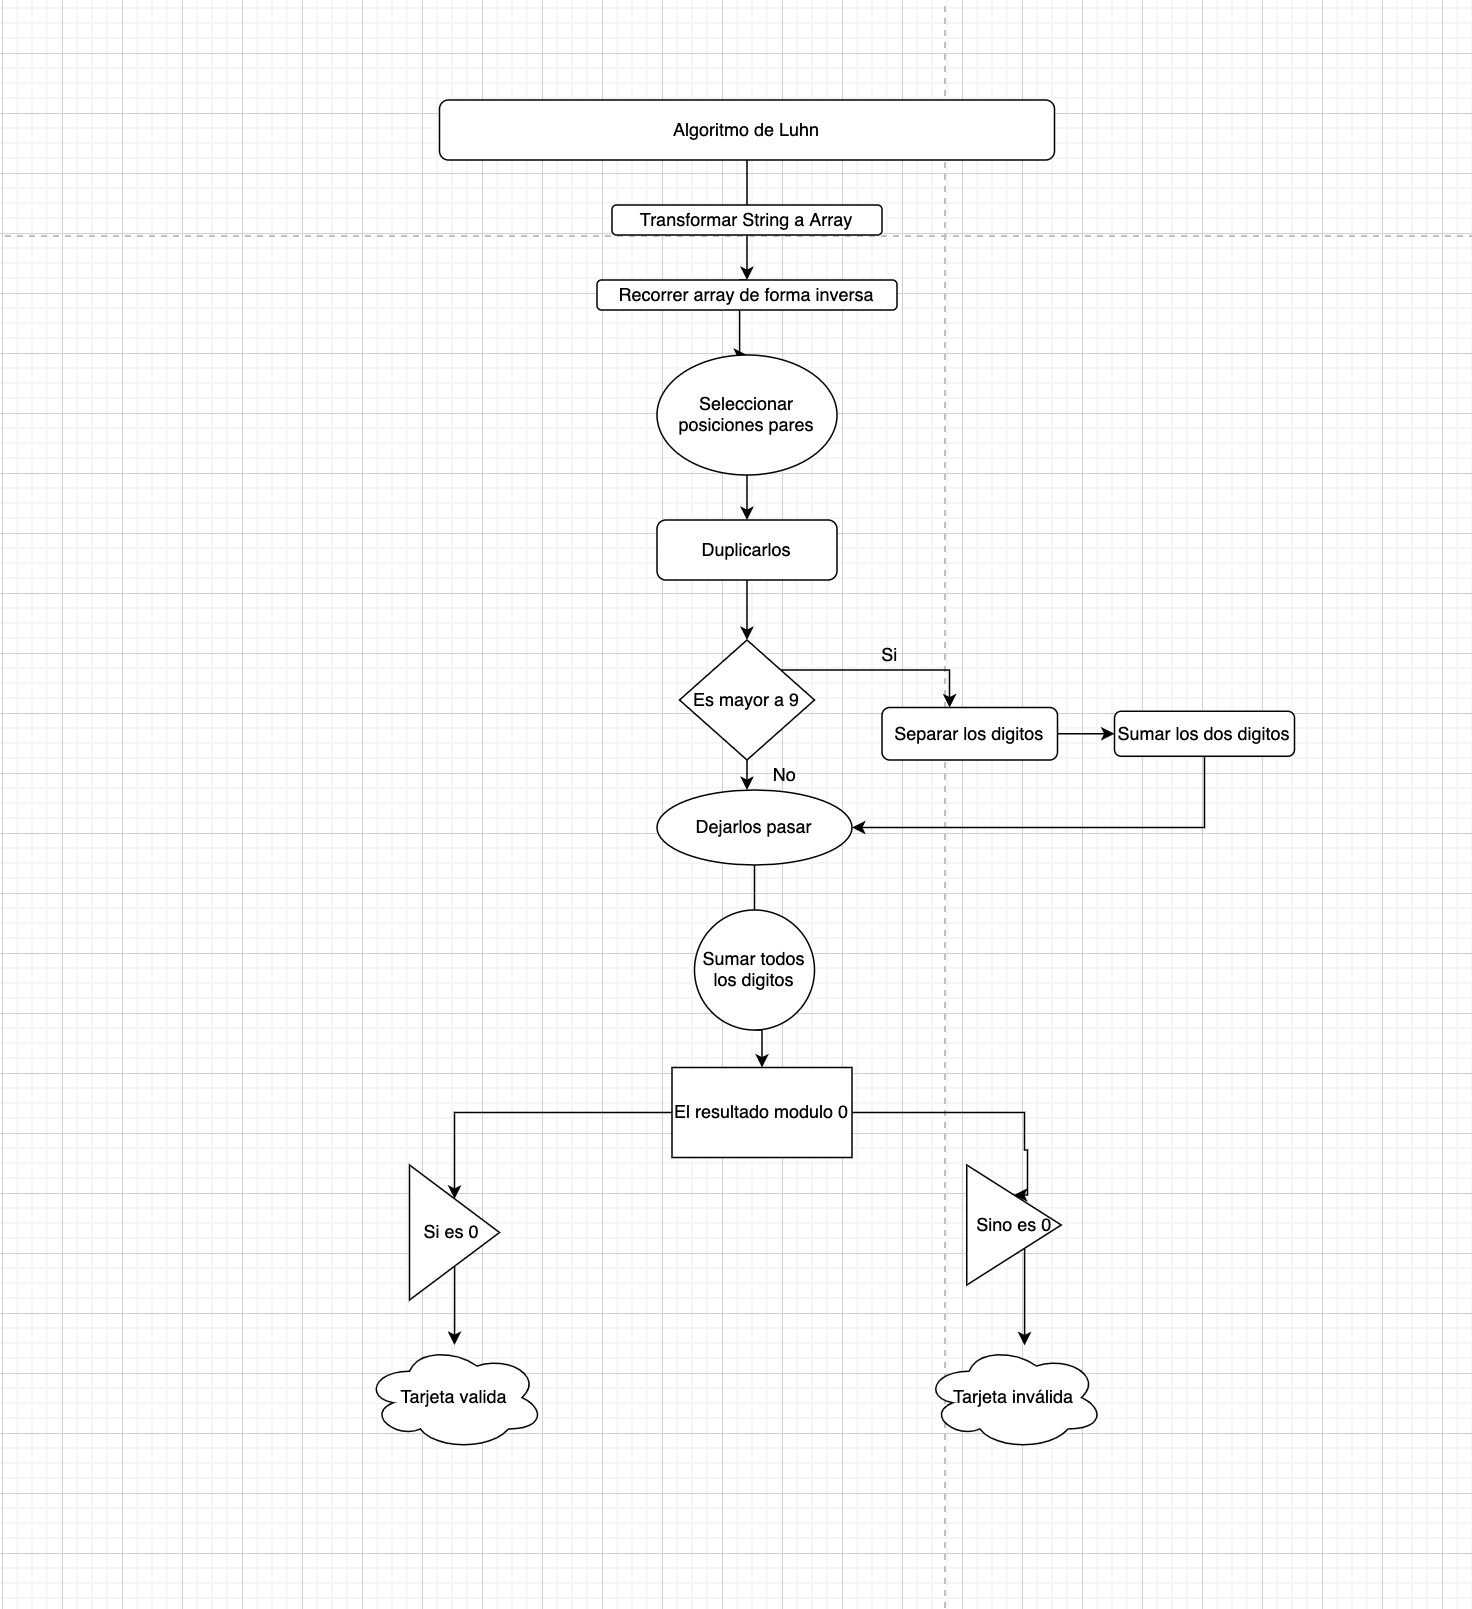 Algoritmo de Luhn
Transformar String a Array
Recorrer array de forma inversa
Seleccionar
posiciones pares
Duplicarlos
Si
Es mayor a 9
Separar los digitos
Sumar los dos digitos
No
Dejarlos pasar
Sumar todos
los digitos
El resultado modulo 0
Si es 0
Sino es 0
Tarjeta valida
Tarjeta inválida